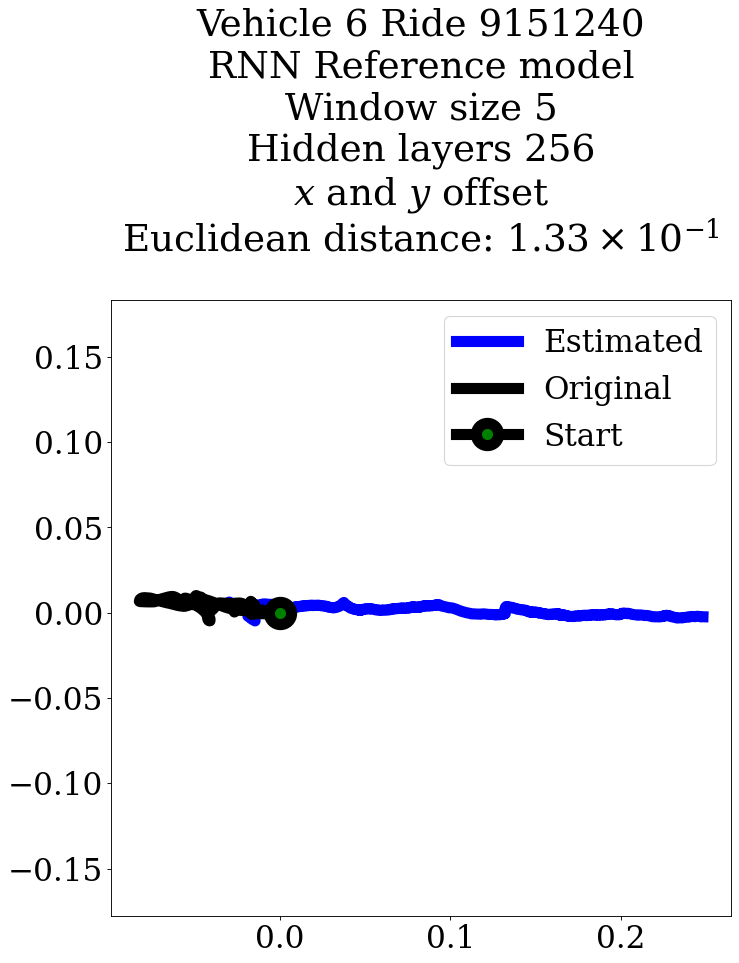 Vehicle 6 Ride 9151240
RNN Reference model
Window size 5
Hidden layers 256
x and y offset
Euclidean distance: 1.33 × 10⁻¹
Estimated
Original
Start
0.15
0.10
0.05
0.00
−0.05
−0.10
−0.15
0.0 0.1 0.2